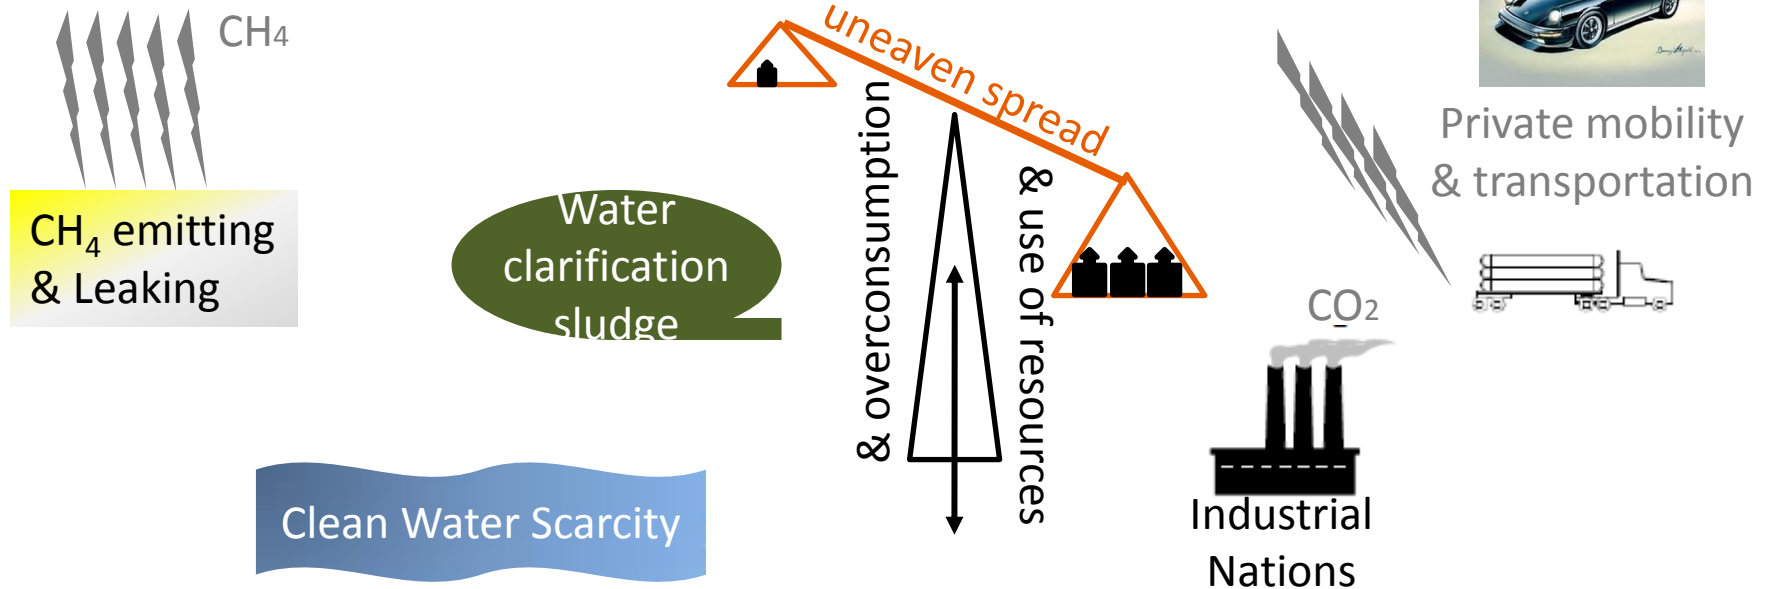 CH4
CH4 emitting
& Leaking
Water
clarification
sludge
uneaven spread
& overconsumption
& use of resources
Private mobility
& transportation
CO2
Industrial
Nations
Clean Water Scarcity